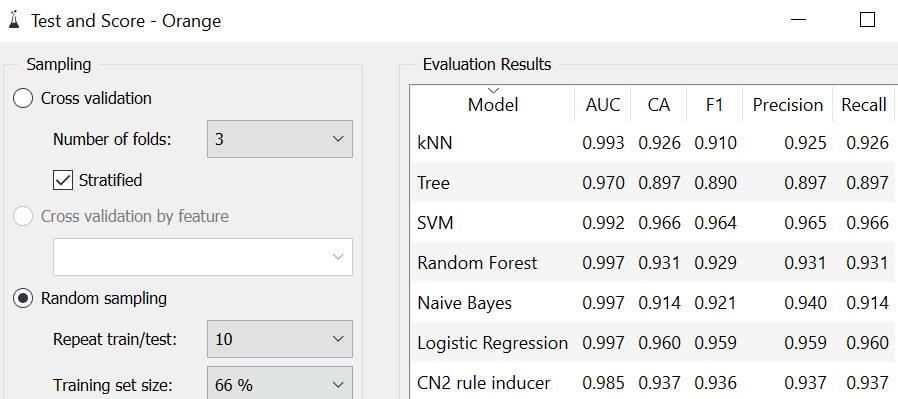 Test and Score - Orange
Sampling
Cross validation
Number of folds: 3
Stratified
Cross validation by feature
Random sampling
Repeat train/test: 10
Training set size: 66 %
Evaluation Results
Model AUC CA F1 Precision Recall
kNN 0.993 0.926 0.910 0.925 0.926
Tree 0.970 0.897 0.890 0.897 0.897
SVM 0.992 0.966 0.964 0.965 0.966
Random Forest 0.997 0.931 0.929 0.931 0.931
Naive Bayes 0.997 0.914 0.921 0.940 0.914
Logistic Regression 0.997 0.960 0.959 0.959 0.960
CN2 rule inducer 0.985 0.937 0.936 0.937 0.937